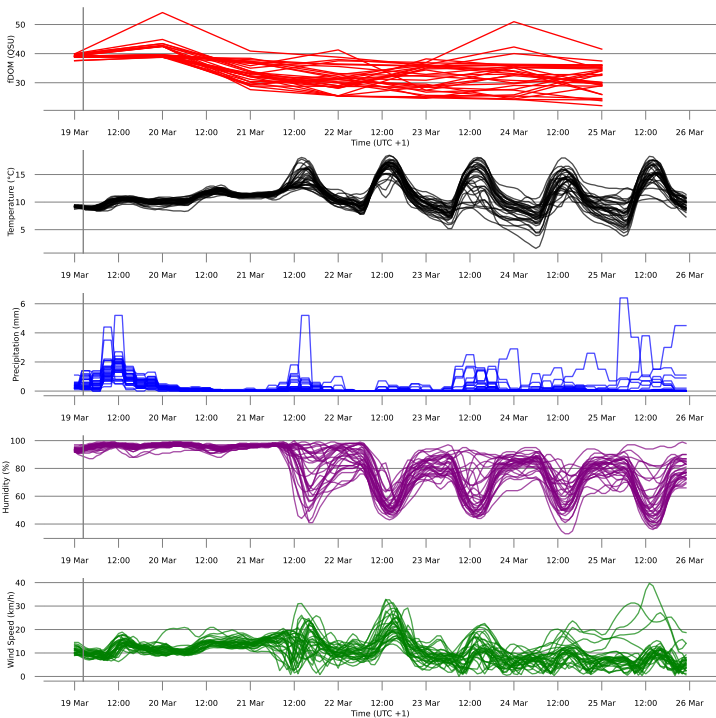 fDOM (QSU)
50
40
30
19 Mar 12:00 20 Mar 12:00 21 Mar 12:00 22 Mar 12:00 23 Mar 12:00 24 Mar 12:00 25 Mar 12:00 26 Mar
Time (UTC +1)
Temperature (°C)
15
10
5
19 Mar 12:00 20 Mar 12:00 21 Mar 12:00 22 Mar 12:00 23 Mar 12:00 24 Mar 12:00 25 Mar 12:00 26 Mar
Precipitation (mm)
6
4
2
0
19 Mar 12:00 20 Mar 12:00 21 Mar 12:00 22 Mar 12:00 23 Mar 12:00 24 Mar 12:00 25 Mar 12:00 26 Mar
Humidity (%)
100
80
60
40
19 Mar 12:00 20 Mar 12:00 21 Mar 12:00 22 Mar 12:00 23 Mar 12:00 24 Mar 12:00 25 Mar 12:00 26 Mar
Wind Speed (km/h)
40
30
20
10
0
19 Mar 12:00 20 Mar 12:00 21 Mar 12:00 22 Mar 12:00 23 Mar 12:00 24 Mar 12:00 25 Mar 12:00 26 Mar
Time (UTC +1)